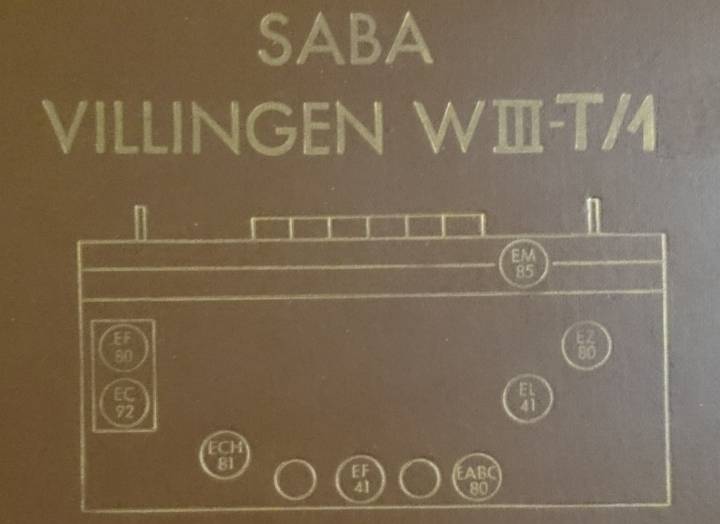 SABA
VILLINGEN W III-T/1
EM
85
EF
80
EZ
80
EC
92
EL
41
ECH
81
EF
41
EABC
80